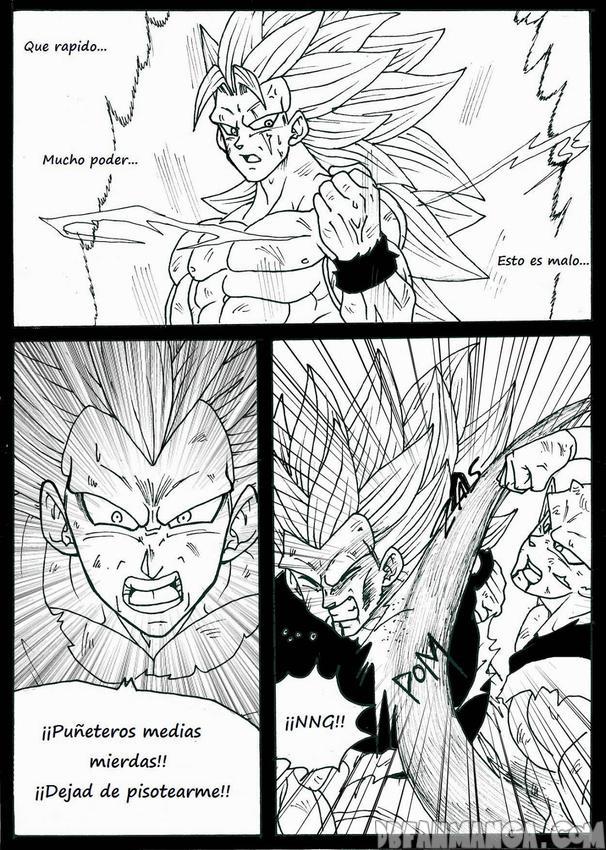 Que rapido...
Mucho poder...
Esto es malo...
¡¡Puñeteros medias
mierdas!!
¡¡Dejad de pisotearme!!
ZAS
POM
¡¡NNG!!
DBFANMANGA.COM